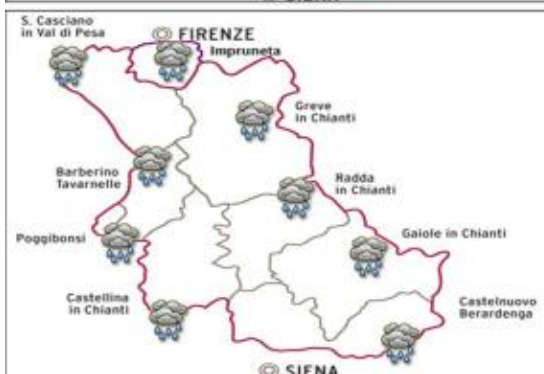 SIENA
S. Casciano
in Val di Pesa
FIRENZE
Impruneta
Greve
in Chianti
Barberino
Tavarnelle
Radda
in Chianti
Poggibonsi
Gaiole in Chianti
Castellina
in Chianti
Castelnuovo
Berardenga
SIENA